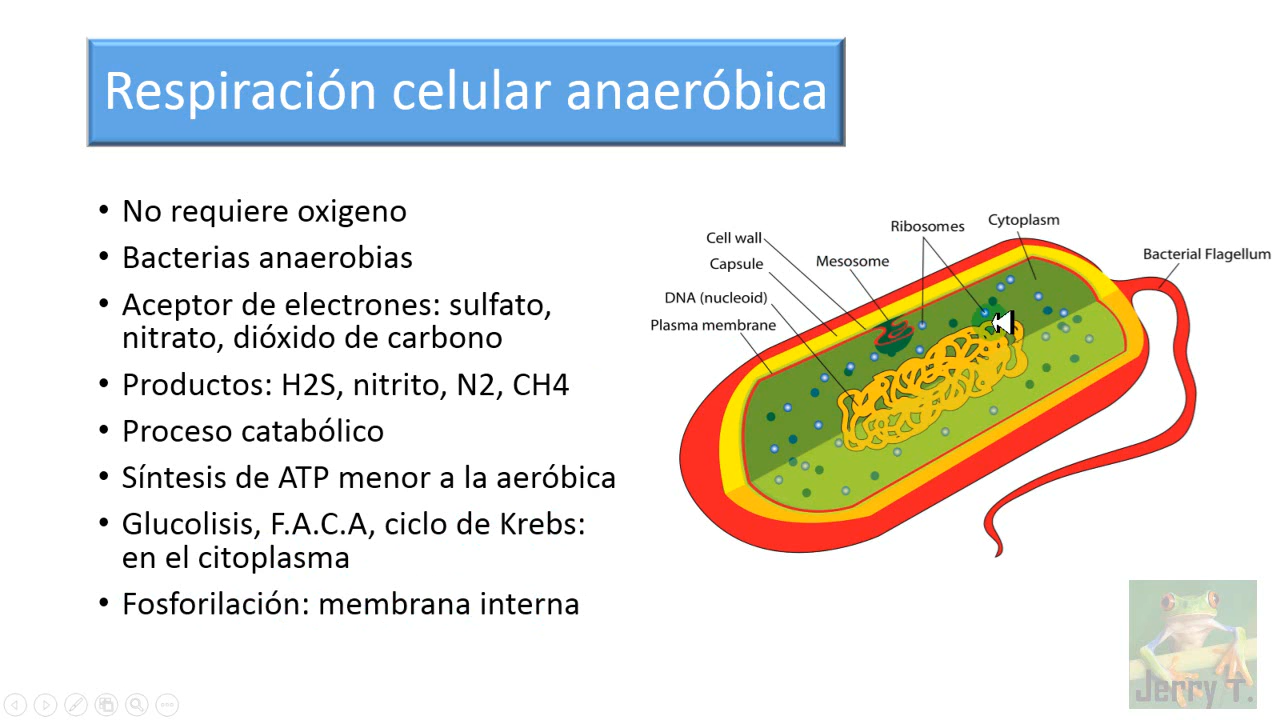 Respiración celular anaeróbica
• No requiere oxigeno
• Bacterias anaerobias
• Aceptor de electrones: sulfato,
nitrato, dióxido de carbono
• Productos: H2S, nitrito, N2, CH4
• Proceso catabólico
• Síntesis de ATP menor a la aeróbica
• Glucolisis, F.A.C.A, ciclo de Krebs:
en el citoplasma
• Fosforilación: membrana interna
Cell wall
Capsule
DNA (nucleoid)
Plasma membrane
Mesosome
Ribosomes
Cytoplasm
Bacterial Flagellum
Jerry T.